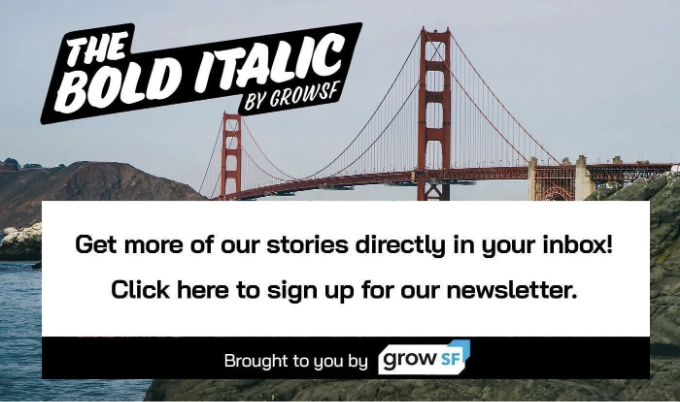 THE
BOLD ITALIC
BY GROWSF
Get more of our stories directly in your inbox!
Click here to sign up for our newsletter.
Brought to you by grow SF